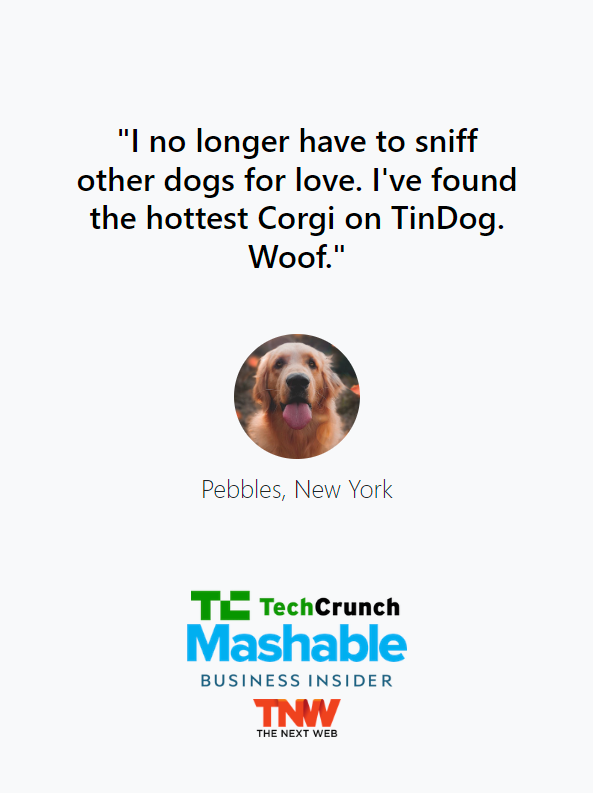 "I no longer have to sniff
other dogs for love. I've found
the hottest Corgi on TinDog.
Woof."
Pebbles, New York
TC TechCrunch
Mashable
BUSINESS INSIDER
TNW
THE NEXT WEB